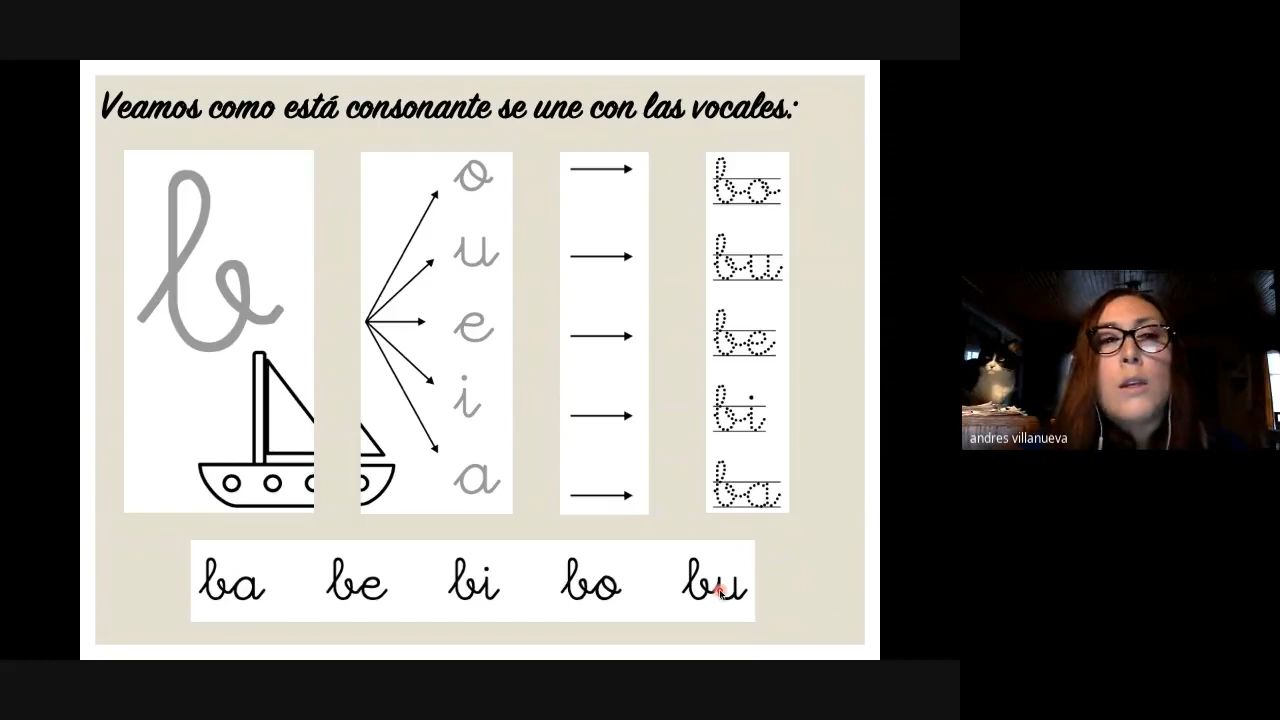 Veamos como está consonante se une con las vocales:
b
o
u
e
i
a
bo
bu
be
bi
ba
ba be bi bo bu
andres villanueva